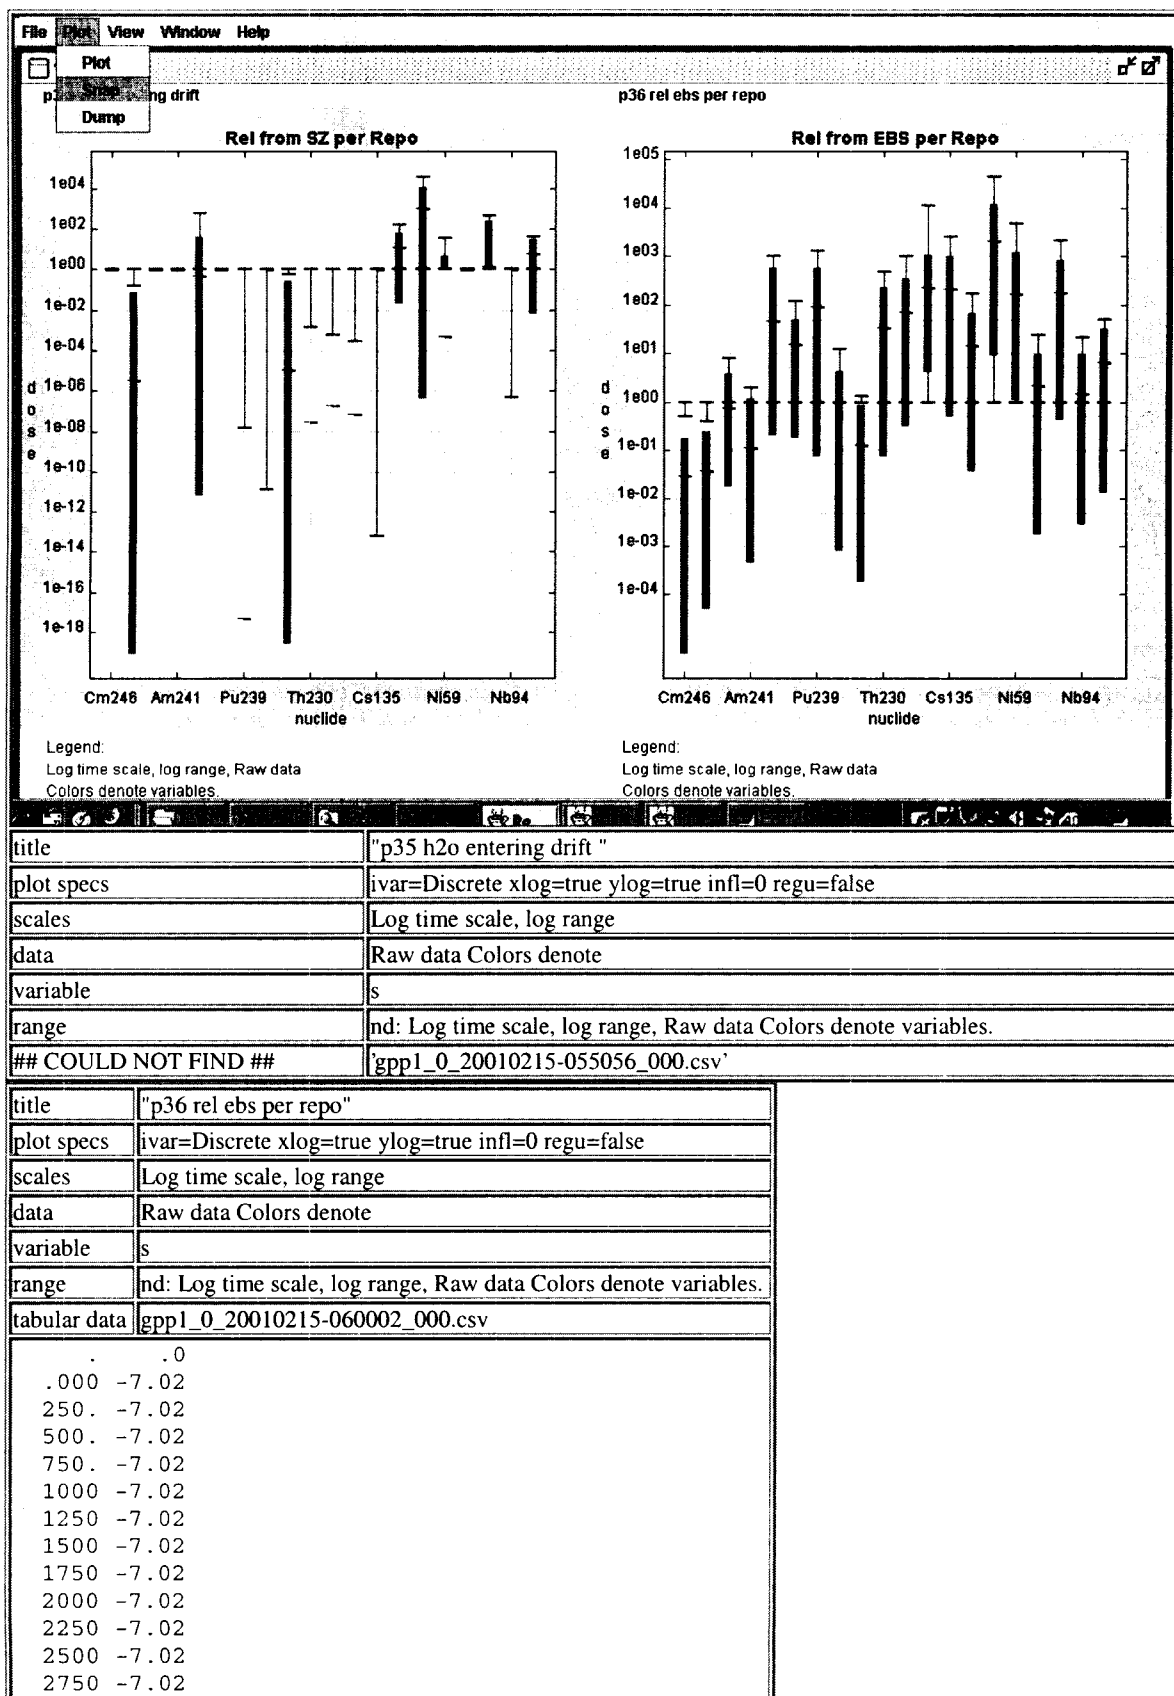 File Plot View Window Help
Plot
Snap
Dump
ng drift
p36 rel ebs per repo
Rel from SZ per Repo
Rel from EBS per Repo
1e04
1e02
1e00
1e-02
1e-04
1e-06
1e-08
1e-10
1e-12
1e-14
1e-16
1e-18
dose
Cm246 Am241 Pu239 Th230 Cs135 Ni59 Nb94
nuclide
1e05
1e04
1e03
1e02
1e01
1e00
1e-01
1e-02
1e-03
1e-04
dose
Cm246 Am241 Pu239 Th230 Cs135 Ni59 Nb94
nuclide
Legend:
Log time scale, log range, Raw data
Colors denote variables.
Legend:
Log time scale, log range, Raw data
Colors denote variables.
title "p35 h2o entering drift "
plot specs ivar=Discrete xlog=true ylog=true infl=0 regu=false
scales Log time scale, log range
data Raw data Colors denote
variable s
range nd: Log time scale, log range, Raw data Colors denote variables.
## COULD NOT FIND ## 'gpp1_0_20010215-055056_000.csv'
title "p36 rel ebs per repo"
plot specs ivar=Discrete xlog=true ylog=true infl=0 regu=false
scales Log time scale, log range
data Raw data Colors denote
variable s
range nd: Log time scale, log range, Raw data Colors denote variables.
tabular data gpp1_0_20010215-060002_000.csv
. .0
.000 -7.02
250. -7.02
500. -7.02
750. -7.02
1000 -7.02
1250 -7.02
1500 -7.02
1750 -7.02
2000 -7.02
2250 -7.02
2500 -7.02
2750 -7.02